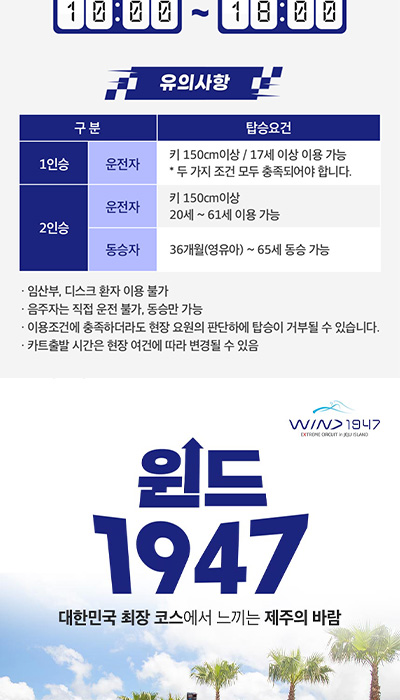 10:00 ~ 18:00
유의사항
구 분 탑승요건
1인승 운전자 키 150cm이상 / 17세 이상 이용 가능
* 두 가지 조건 모두 충족되어야 합니다.
2인승 운전자 키 150cm이상
20세 ~ 61세 이용 가능
동승자 36개월(영유아) ~ 65세 동승 가능
· 임산부, 디스크 환자 이용 불가
· 음주자는 직접 운전 불가, 동승만 가능
· 이용조건에 충족하더라도 현장 요원의 판단하에 탑승이 거부될 수 있습니다.
· 카트출발 시간은 현장 여건에 따라 변경될 수 있음
WIND 1947
EXTREME CIRCUIT in JEJU ISLAND
윈드
1947
대한민국 최장 코스에서 느끼는 제주의 바람